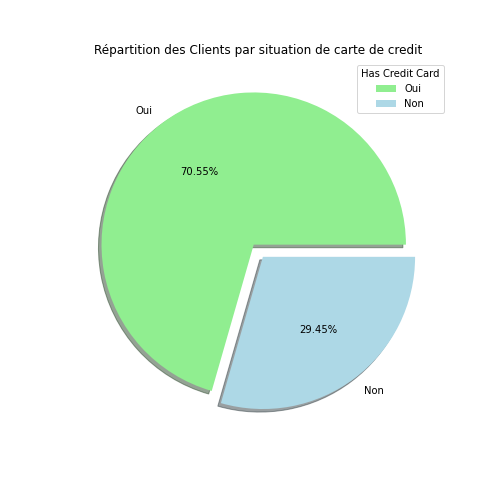 Répartition des Clients par situation de carte de credit
Has Credit Card
Oui
Non
Oui
70.55%
29.45%
Non